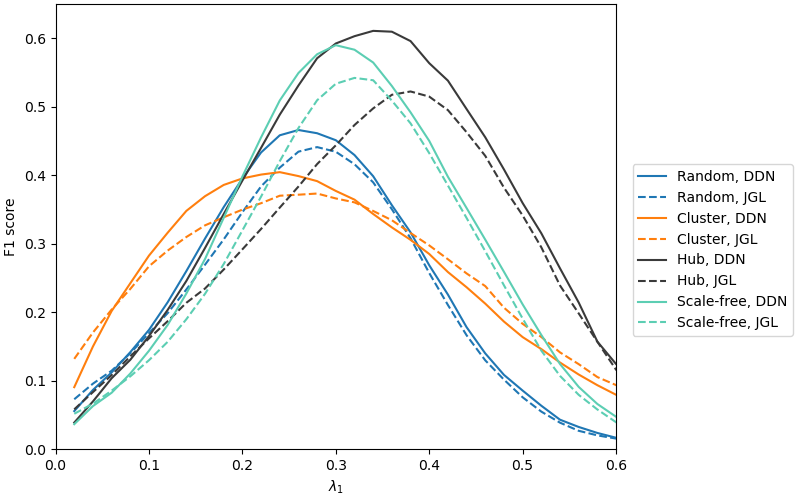 F1 score
0.6
0.5
0.4
0.3
0.2
0.1
0.0
0.0 0.1 0.2 0.3 0.4 0.5 0.6
λ1
Random, DDN
Random, JGL
Cluster, DDN
Cluster, JGL
Hub, DDN
Hub, JGL
Scale-free, DDN
Scale-free, JGL